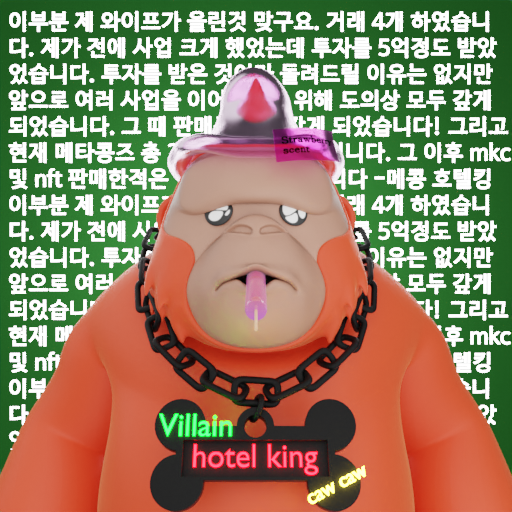 이부분 제 와이프가 올린것 맞구요. 거래 4개 하였습니
다. 제가 전에 사업 크게 했었는데 투자를 5억정도 받았
었습니다. 투자를 받은 것 돌려드릴 이유는 없지만
앞으로 여러 사업을 위해 도의상 모두 갚게
되었습니다. 그 때 판매 되었습니다! 그리고
현재 메타콩즈 총 니다. 그 이후 mkc
및 nft 판매한적은 니다 -메콩 호텔킹
Strawberry
scent
이부분 제 와이프 래 4개 하였습니
다. 제가 전에 사 를 5억정도 받았
었습니다. 투자 이유는 없지만
앞으로 여러 모두 갚게
되었습니 다! 그리고
현재 메 이후 mkc
및 nft 호텔킹
이부 습니
다. 받았
Villain
hotel king
caw caw